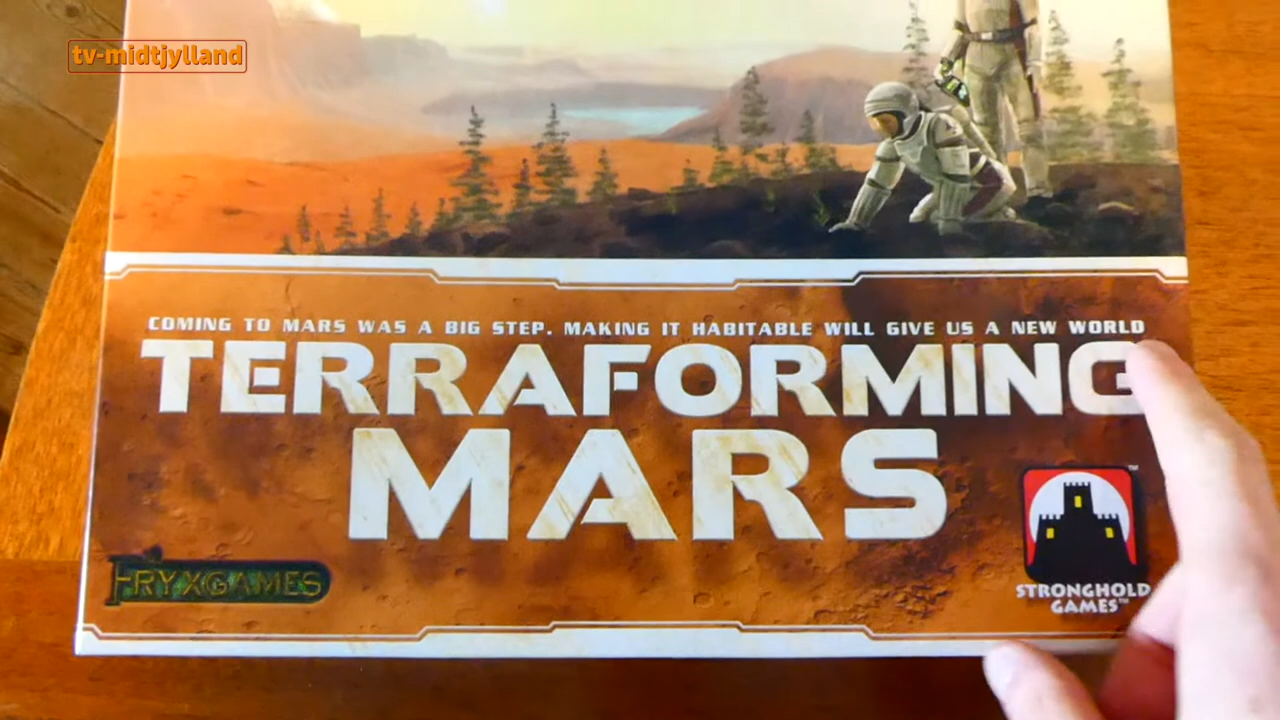 tv-midtjylland
COMING TO MARS WAS A BIG STEP. MAKING IT HABITABLE WILL GIVE US A NEW WORLD
TERRAFORMING
MARS
FRYXGAMES
STRONGHOLD
GAMES™